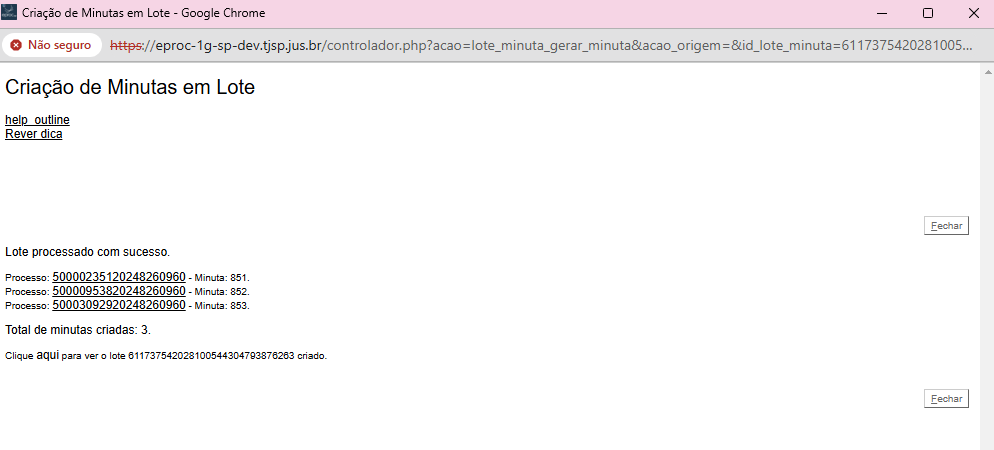 Criação de Minutas em Lote - Google Chrome
Não seguro https://eproc-1g-sp-dev.tjsp.jus.br/controlador.php?acao=lote_minuta_gerar_minuta&acao_origem=&id_lote_minuta=6117375420281005...
Criação de Minutas em Lote
help_outline
Rever dica
Fechar
Lote processado com sucesso.
Processo: 50000235120248260960 - Minuta: 851.
Processo: 50000953820248260960 - Minuta: 852.
Processo: 50003092920248260960 - Minuta: 853.
Total de minutas criadas: 3.
Clique aqui para ver o lote 611737542028100544304793876263 criado.
Fechar